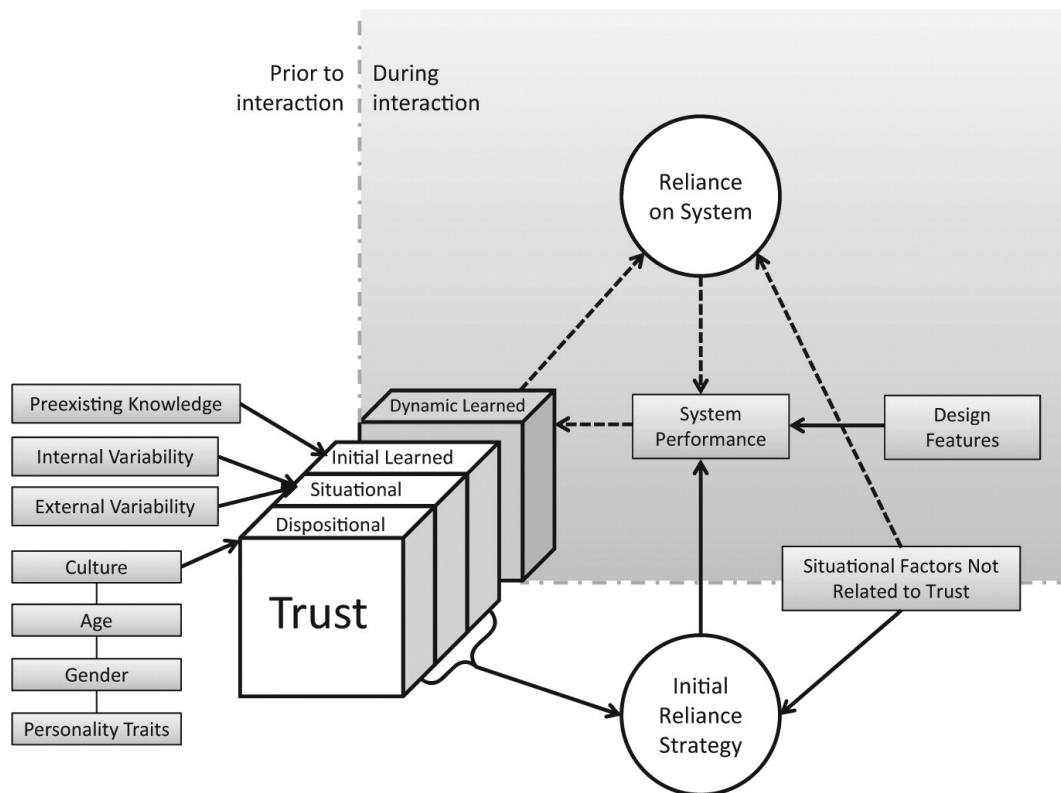 Prior to
interaction
During
interaction
Reliance
on System
Preexisting Knowledge
Internal Variability
External Variability
Culture
Age
Gender
Personality Traits
Dynamic Learned
Initial Learned
Situational
Dispositional
Trust
System
Performance
Design
Features
Situational Factors Not
Related to Trust
Initial
Reliance
Strategy